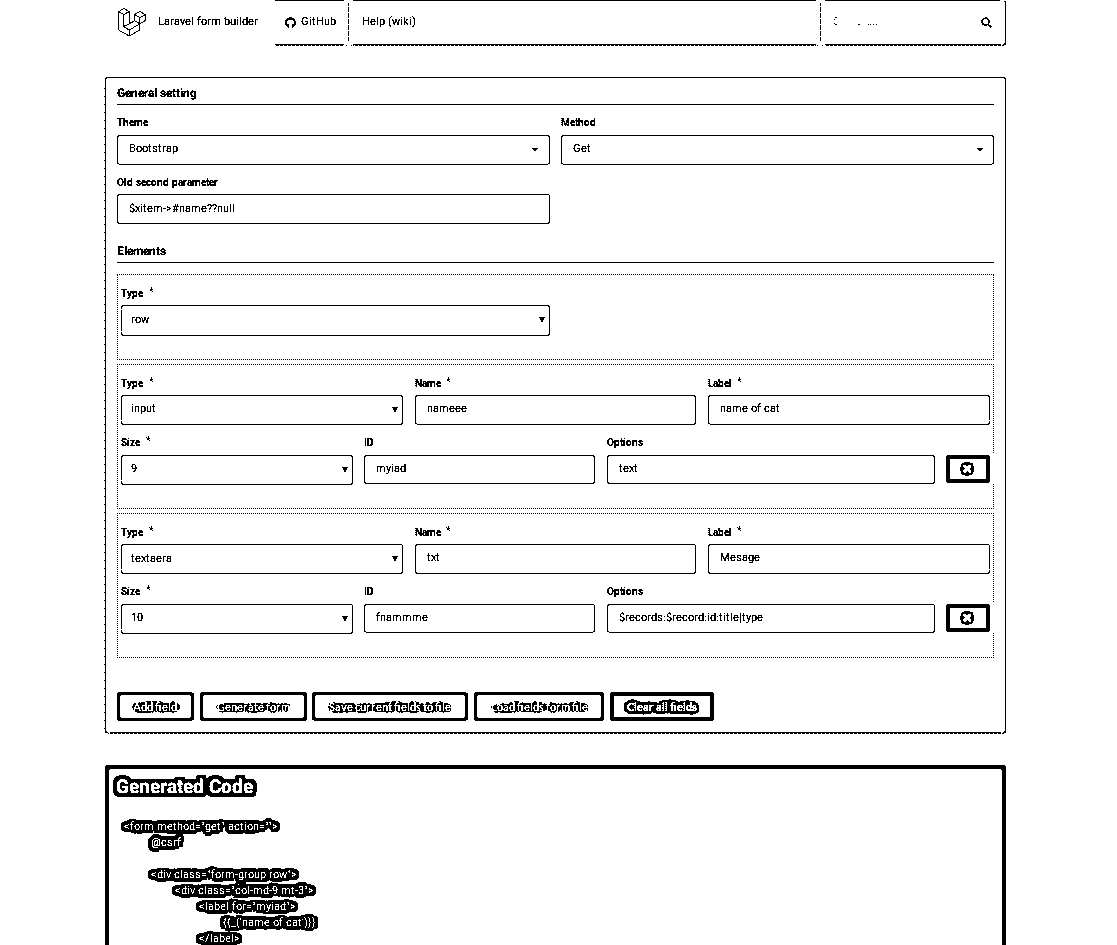 Laravel form builder GitHub Help (wiki)
General setting
Theme Method
Bootstrap Get
Old second parameter
$xitem->#name??null
Elements
Type *
row
Type * Name * Label *
input nameee name of cat
Size * ID Options
9 myiad text
Type * Name * Label *
textaera txt Mesage
Size * ID Options
10 fnammme $records:$record:id:title|type
Add field Generate form Save current fields to file Load fields form file Clear all fields
Generated Code
<form method="get" action="">
@csrf
<div class="form-group row">
<div class="col-md-9 mt-3">
<label for="myiad">
{{_('name of cat')}}
</label>